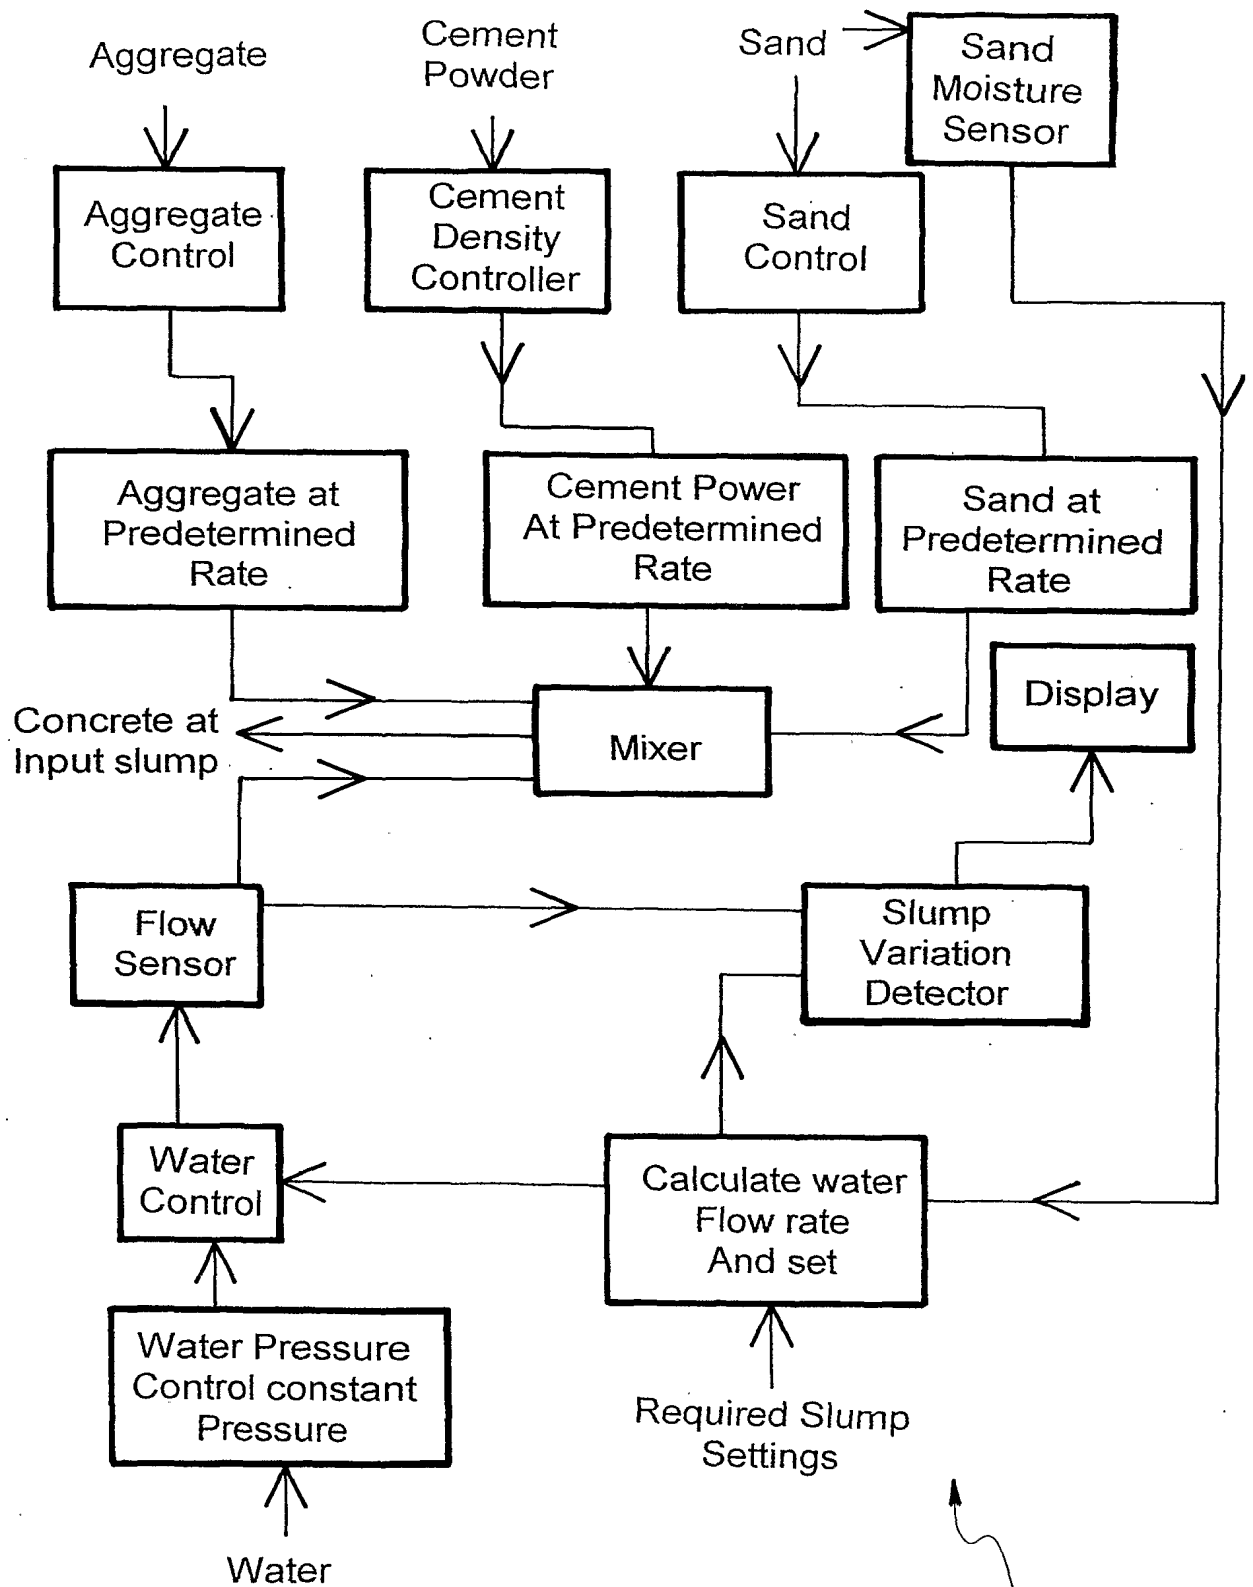 Aggregate
Cement
Powder
Sand
Sand
Moisture
Sensor
Aggregate
Control
Cement
Density
Controller
Sand
Control
Aggregate at
Predetermined
Rate
Cement Power
At Predetermined
Rate
Sand at
Predetermined
Rate
Display
Concrete at
Input slump
Mixer
Flow
Sensor
Slump
Variation
Detector
Water
Control
Calculate water
Flow rate
And set
Water Pressure
Control constant
Pressure
Required Slump
Settings
Water